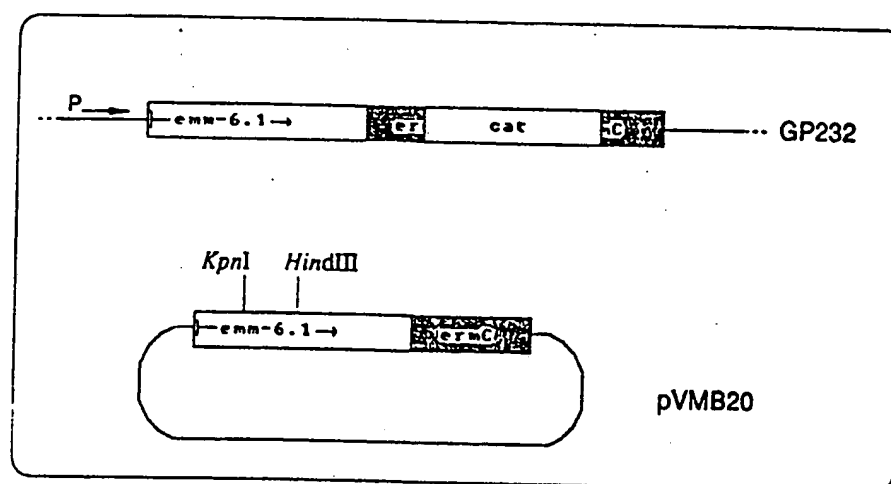 P
emm-6.1→ er cat C GP232
KpnI HindIII
emm-6.1→ ermC
pVMB20